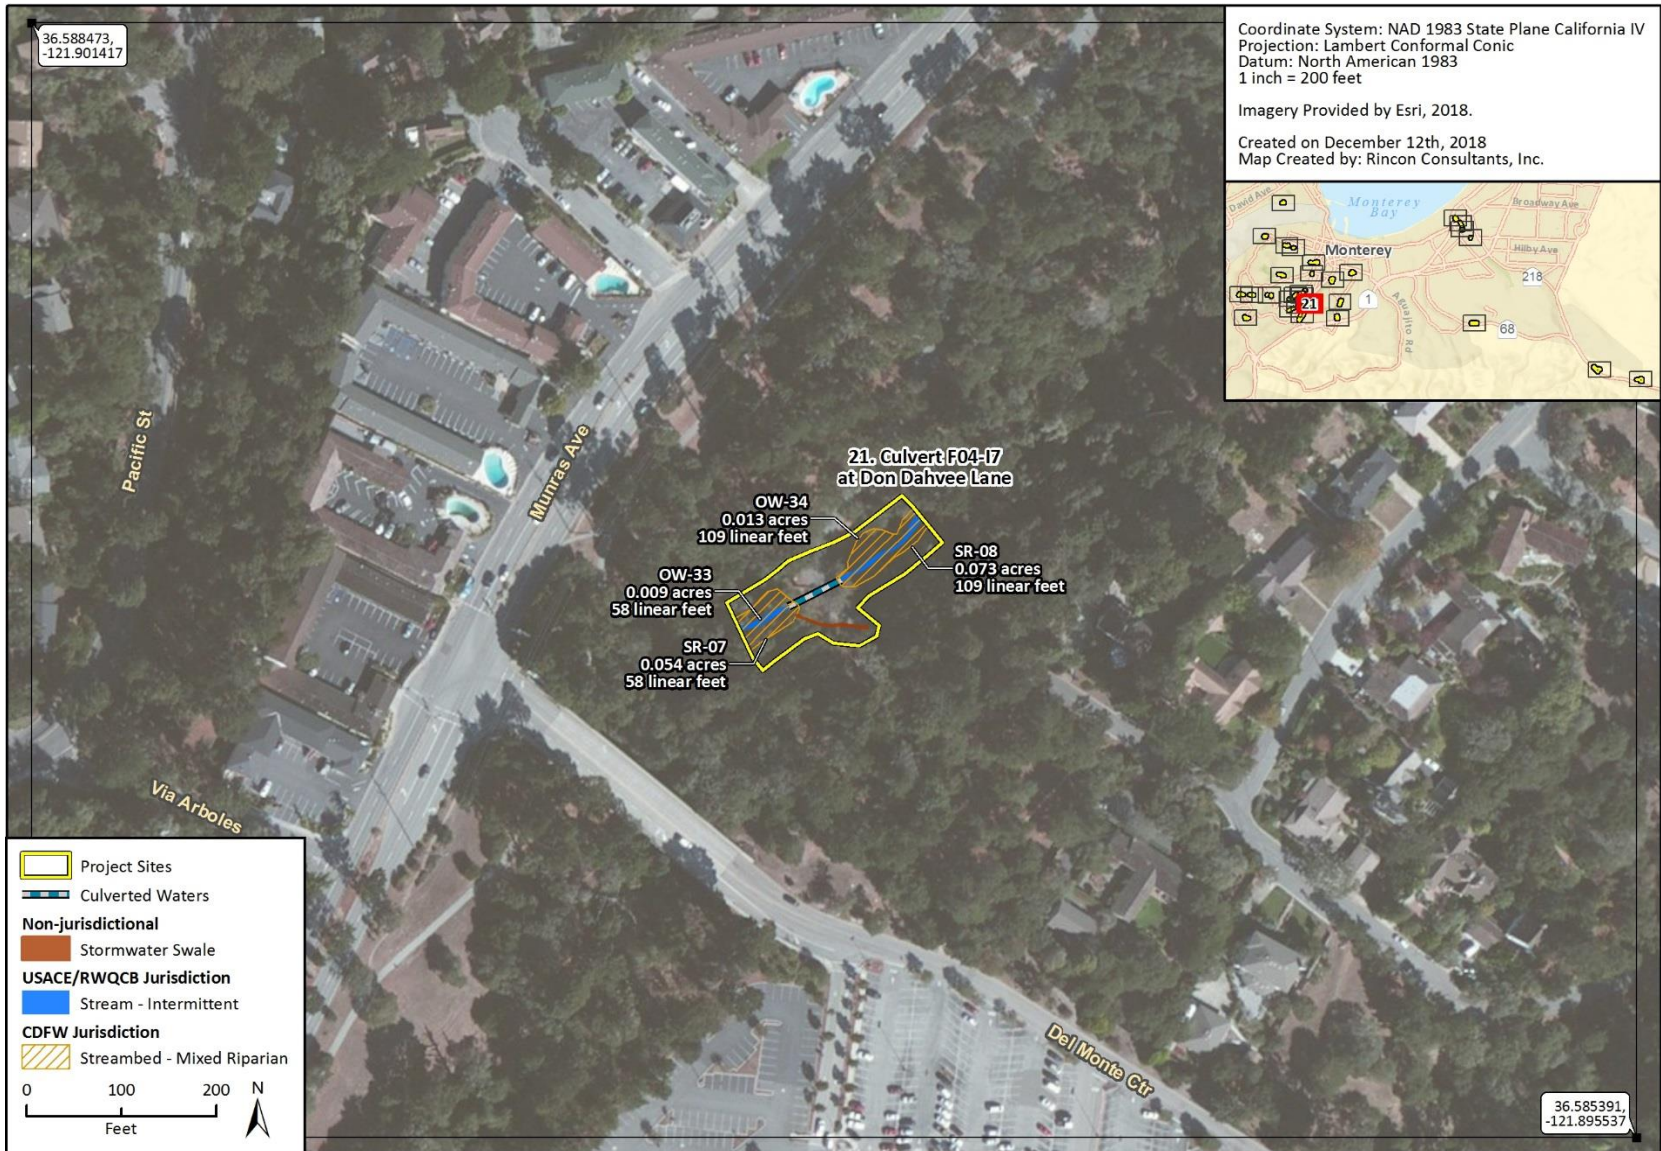 36.588473,
-121.901417
Coordinate System: NAD 1983 State Plane California IV
Projection: Lambert Conformal Conic
Datum: North American 1983
1 inch = 200 feet
Imagery Provided by Esri, 2018.
Created on December 12th, 2018
Map Created by: Rincon Consultants, Inc.
David Ave
Monterey
Bay
Broadway Ave
Monterey
Hilby Ave
218
21
1
Aguajito Rd
68
Pacific St
Munras Ave
21. Culvert F04-I7
at Don Dahvee Lane
OW-34
0.013 acres
109 linear feet
SR-08
0.073 acres
109 linear feet
OW-33
0.009 acres
58 linear feet
SR-07
0.054 acres
58 linear feet
Via Arboles
Del Monte Ctr
Project Sites
Culverted Waters
Non-jurisdictional
Stormwater Swale
USACE/RWQCB Jurisdiction
Stream - Intermittent
CDFW Jurisdiction
Streambed - Mixed Riparian
0 100 200
Feet
N
36.585391,
-121.895537